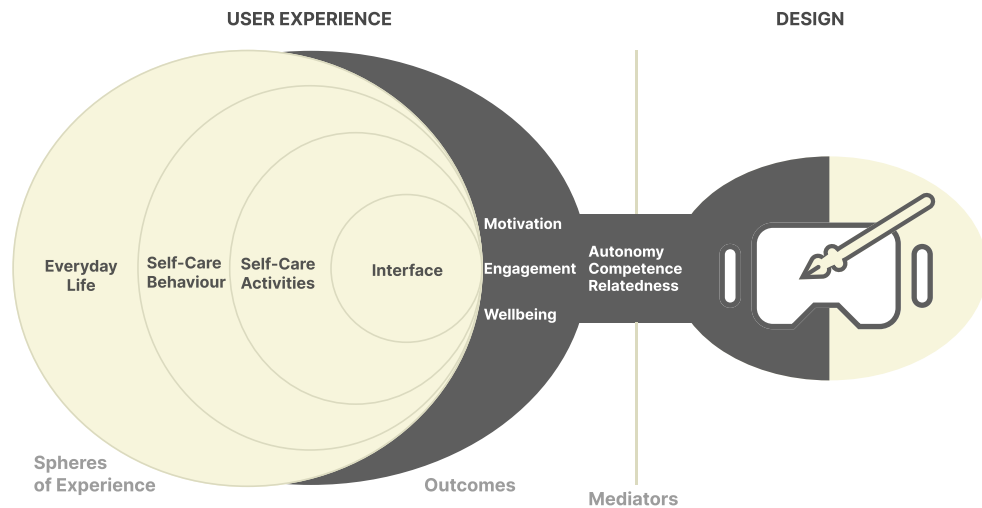 USER EXPERIENCE
DESIGN
Everyday
Life
Self-Care
Behaviour
Self-Care
Activities
Interface
Motivation
Engagement
Wellbeing
Autonomy
Competence
Relatedness
Spheres
of Experience
Outcomes
Mediators